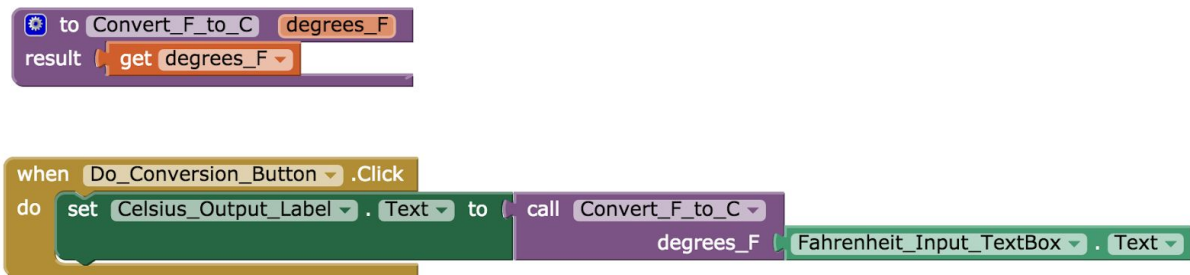 to Convert_F_to_C degrees_F
result get degrees_F
when Do_Conversion_Button .Click
do set Celsius_Output_Label . Text to call Convert_F_to_C
degrees_F Fahrenheit_Input_TextBox . Text